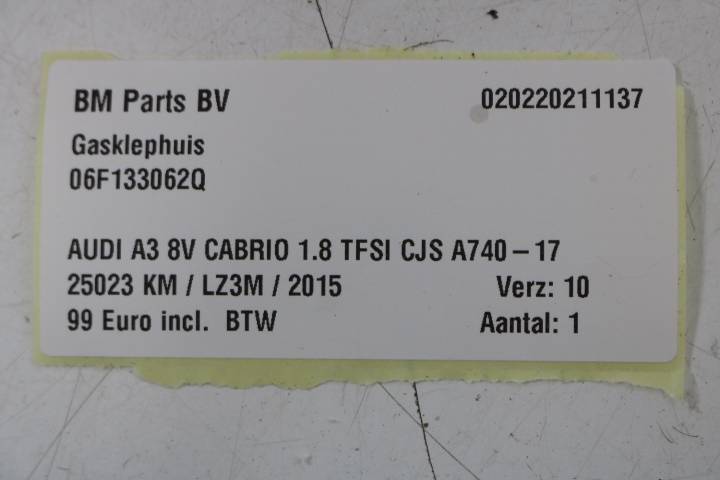 BM Parts BV 020220211137
Gasklephuis
06F133062Q
AUDI A3 8V CABRIO 1.8 TFSI CJS A740-17
25023 KM / LZ3M / 2015 Verz: 10
99 Euro incl. BTW Aantal: 1